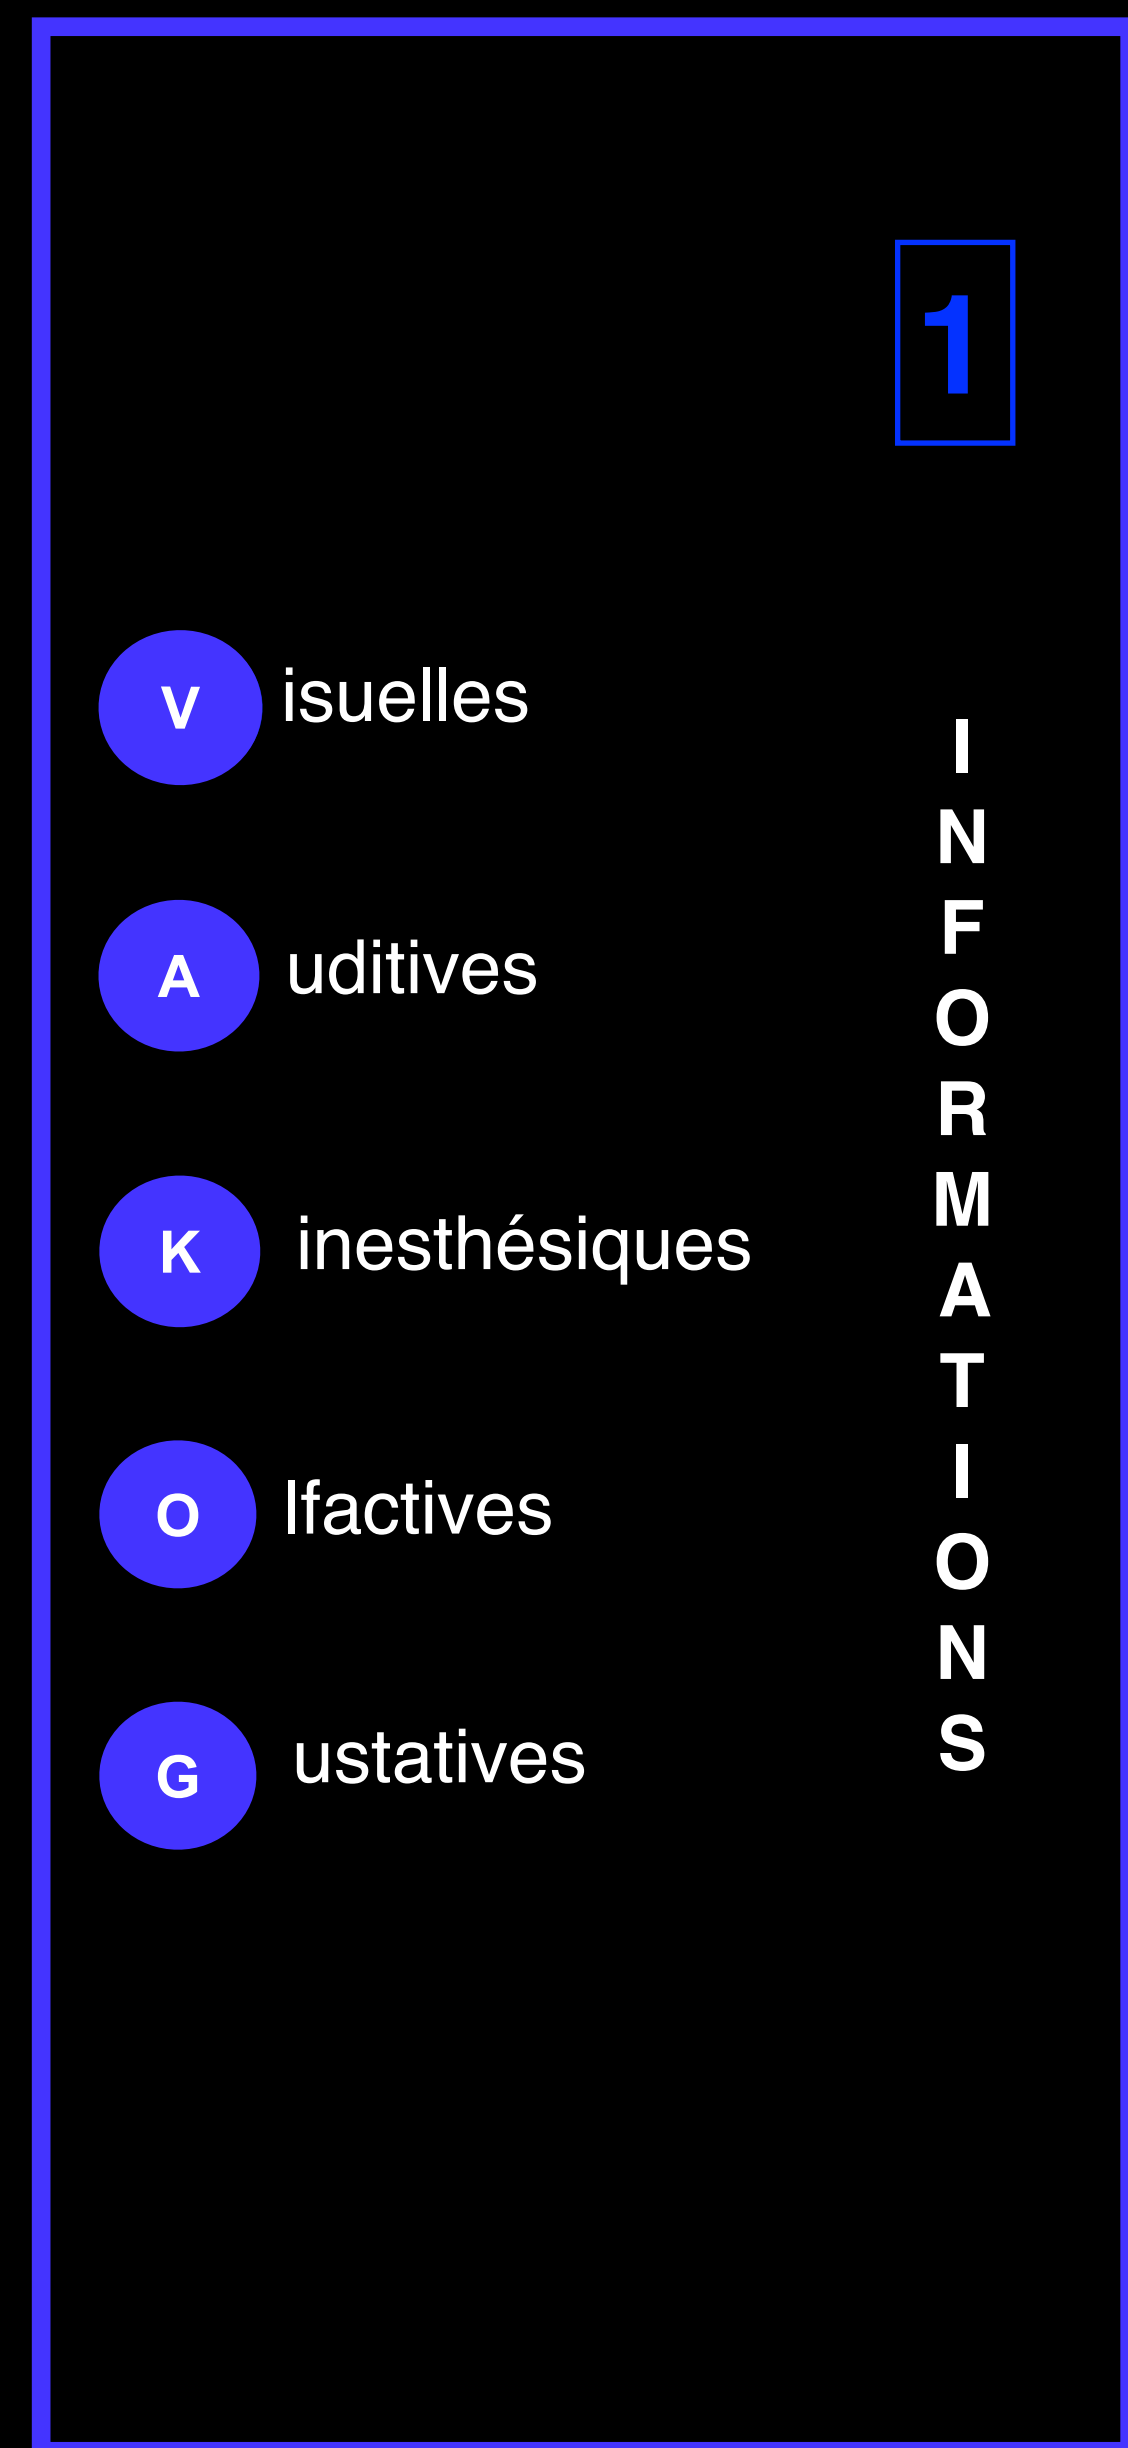 1
V isuelles
A uditives
K inesthésiques
O lfactives
G ustatives
I
N
F
O
R
M
A
T
I
O
N
S